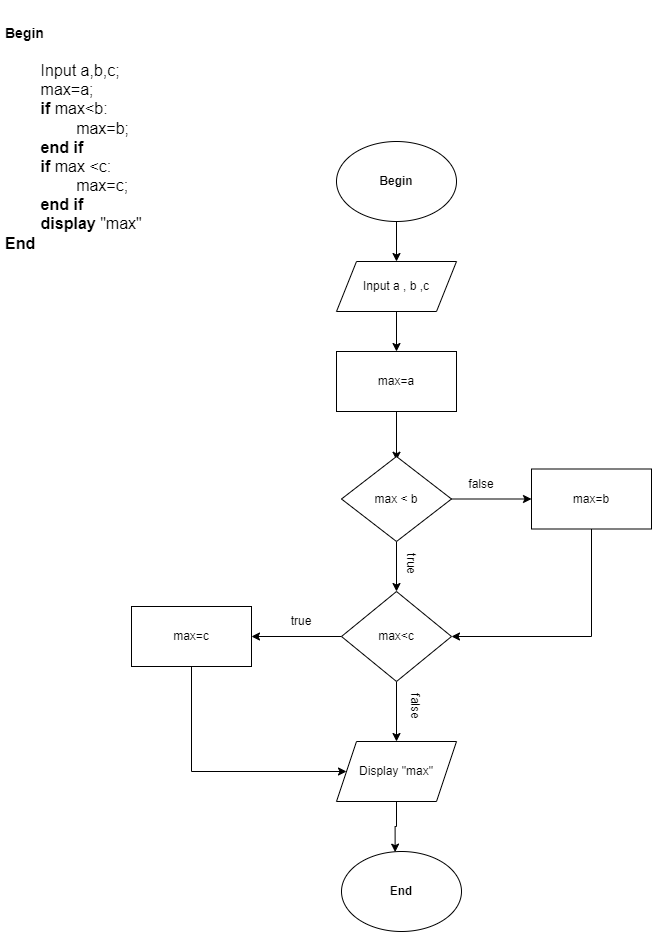 Begin
Input a,b,c;
max=a;
if max<b:
max=b;
end if
if max <c:
max=c;
end if
display "max"
End
Begin
Input a , b ,c
max=a
max < b
false
max=b
true
max<c
true
max=c
false
Display "max"
End